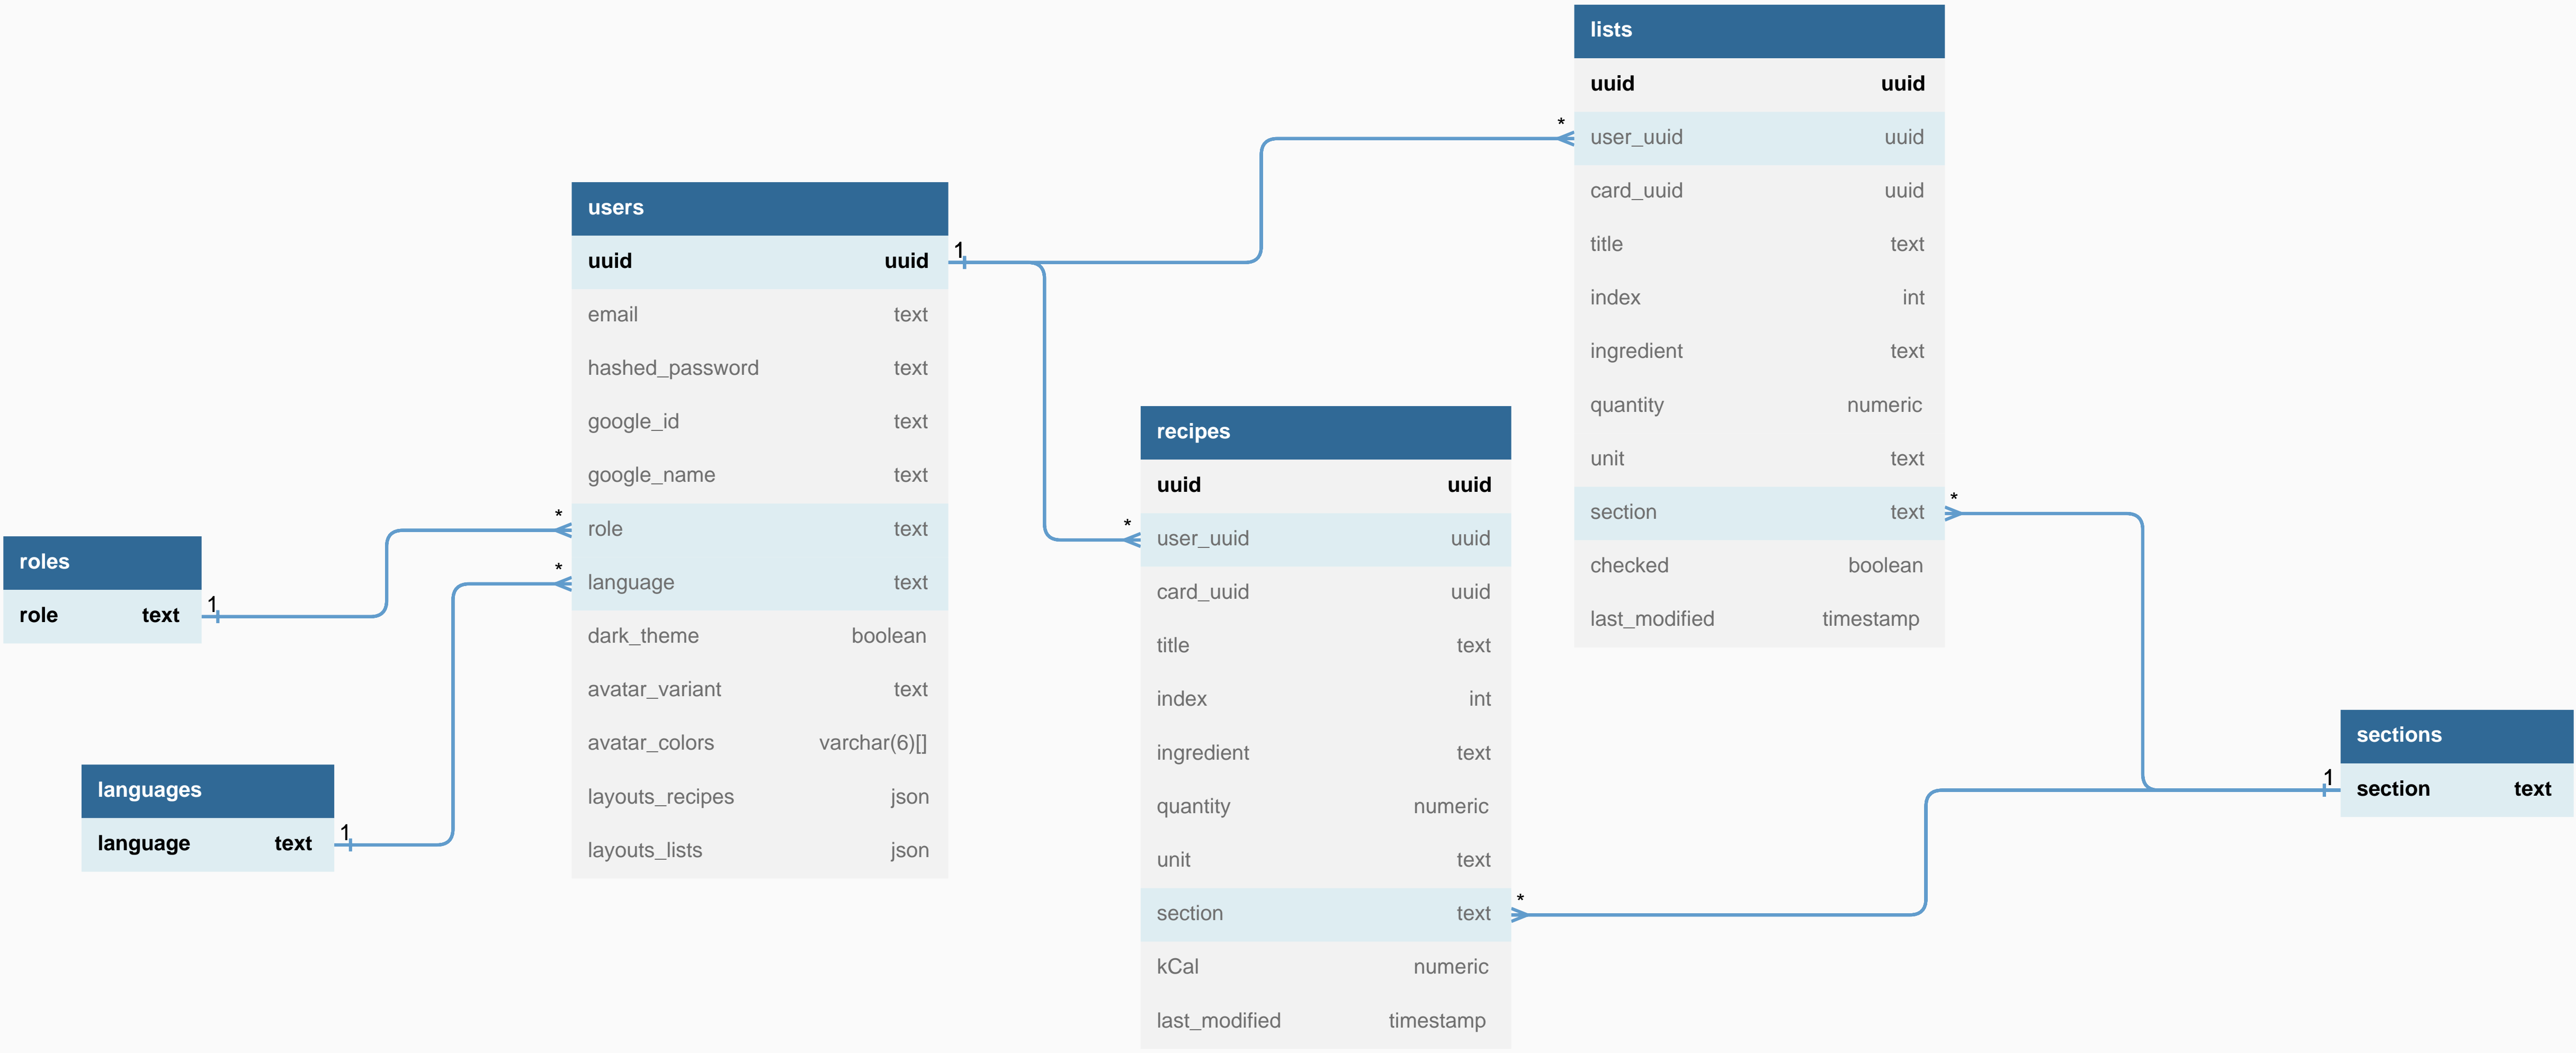 lists
uuid uuid
* user_uuid uuid
card_uuid uuid
title text
index int
ingredient text
quantity numeric
unit text
section text *
checked boolean
last_modified timestamp
users
uuid uuid 1
email text
hashed_password text
google_id text
google_name text
* role text
* language text
dark_theme boolean
avatar_variant text
avatar_colors varchar(6)[]
layouts_recipes json
layouts_lists json
recipes
uuid uuid
* user_uuid uuid
card_uuid uuid
title text
index int
ingredient text
quantity numeric
unit text
section text *
kCal numeric
last_modified timestamp
roles
role text 1
languages
language text 1
sections
1 section text